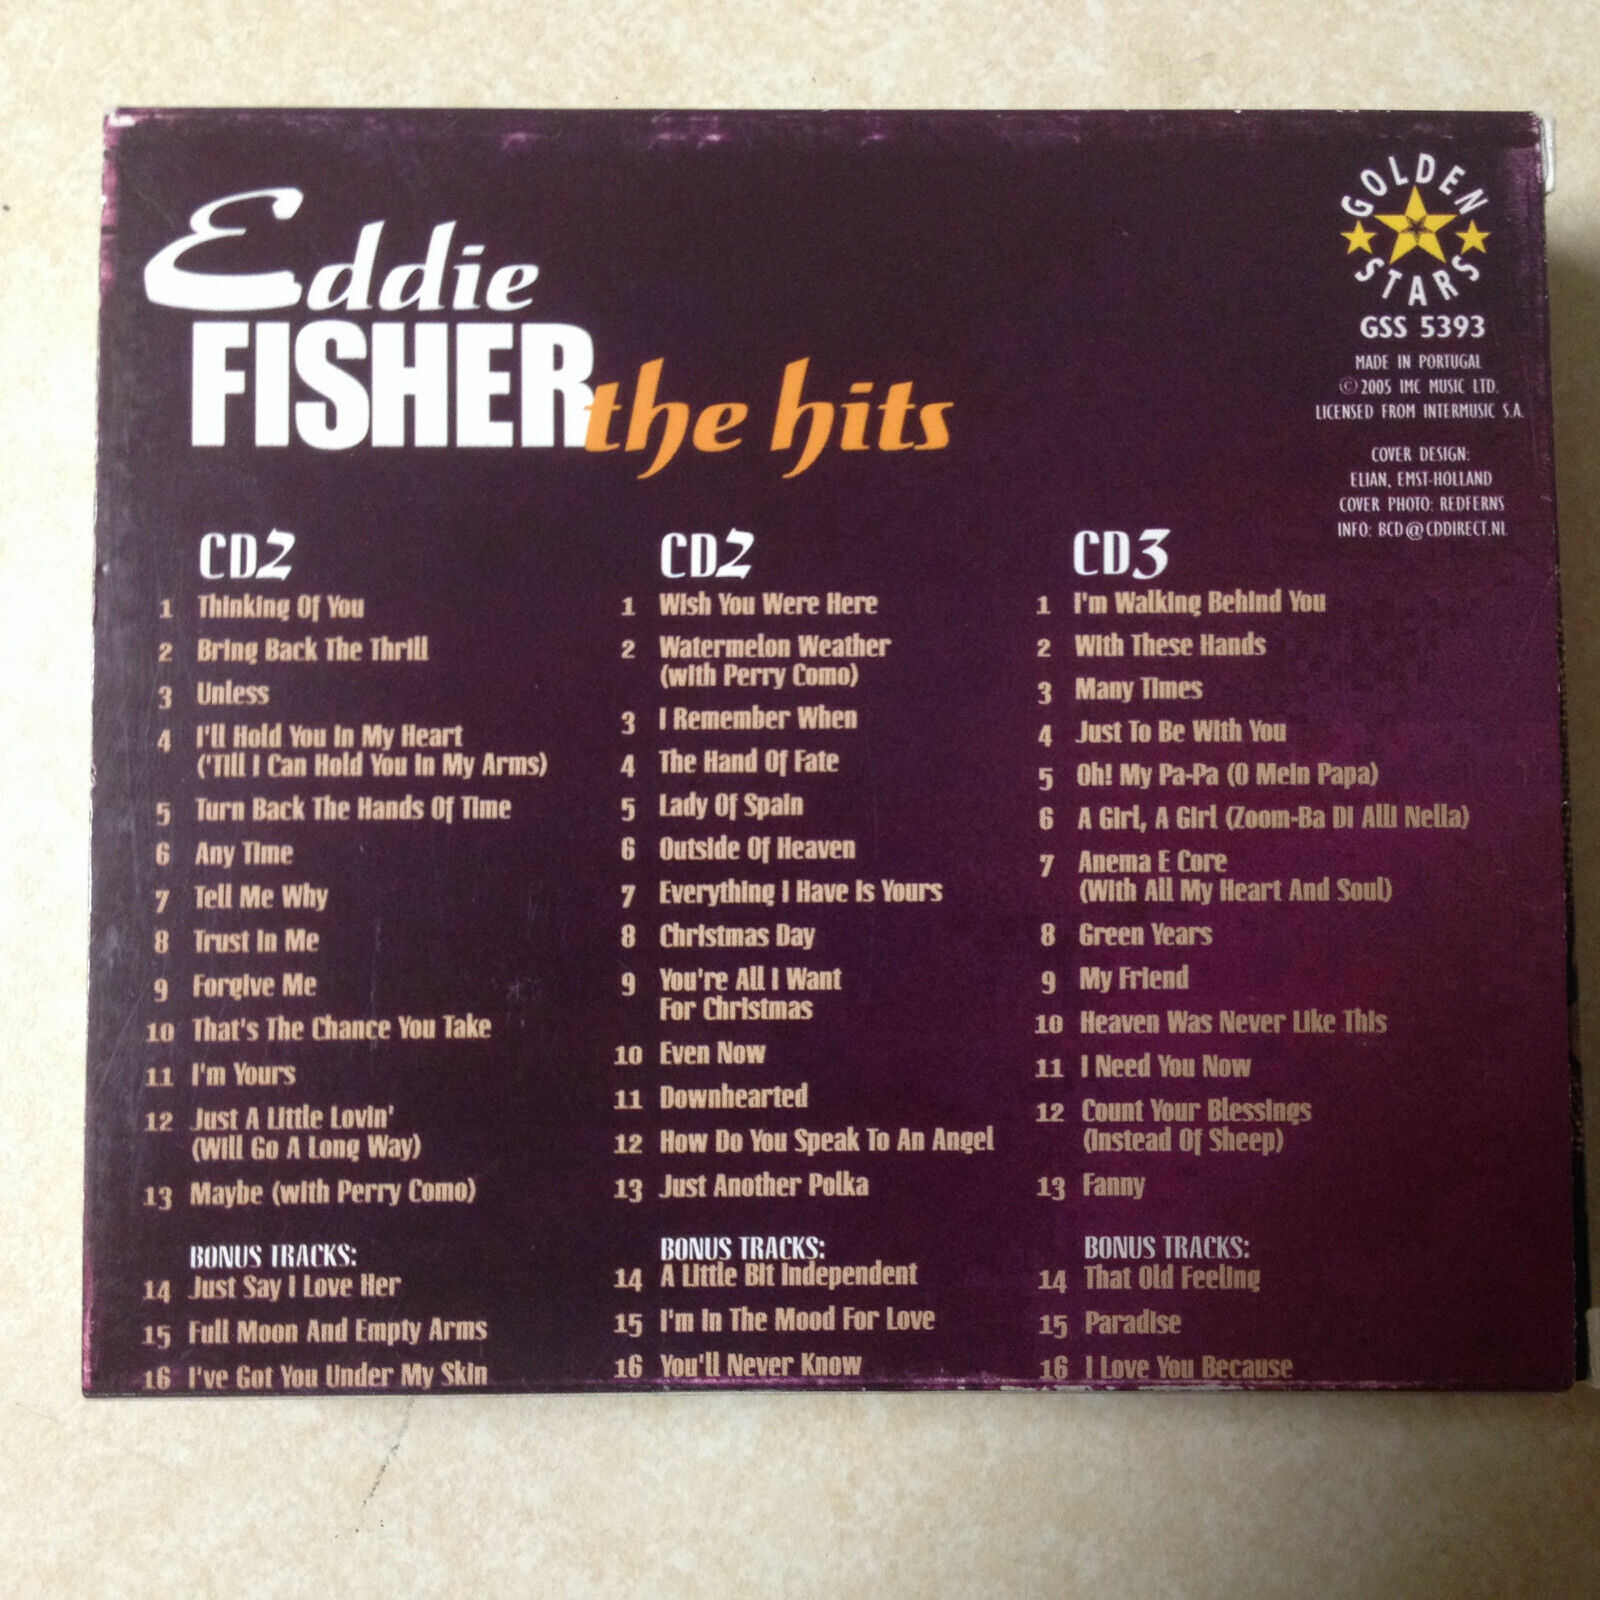 Eddie
FISHER
the hits
GOLDEN
STARS
GSS 5393
MADE IN PORTUGAL
©2005 IMC MUSIC LTD.
LICENSED FROM INTERMUSIC S.A.
COVER DESIGN:
ELIAN, EMST-HOLLAND
COVER PHOTO: REDFERNS
INFO: BCD@CDDIRECT.NL
CD2
1 Thinking Of You
2 Bring Back The Thrill
3 Unless
4 I'll Hold You In My Heart
('Till I Can Hold You In My Arms)
5 Turn Back The Hands Of Time
6 Any Time
7 Tell Me Why
8 Trust In Me
9 Forgive Me
10 That's The Chance You Take
11 I'm Yours
12 Just A Little Lovin'
(Will Go A Long Way)
13 Maybe (with Perry Como)
BONUS TRACKS:
14 Just Say I Love Her
15 Full Moon And Empty Arms
16 I've Got You Under My Skin
CD2
1 Wish You Were Here
2 Watermelon Weather
(with Perry Como)
3 I Remember When
4 The Hand Of Fate
5 Lady Of Spain
6 Outside Of Heaven
7 Everything I Have Is Yours
8 Christmas Day
9 You're All I Want
For Christmas
10 Even Now
11 Downhearted
12 How Do You Speak To An Angel
13 Just Another Polka
BONUS TRACKS:
14 A Little Bit Independent
15 I'm In The Mood For Love
16 You'll Never Know
CD3
1 I'm Walking Behind You
2 With These Hands
3 Many Times
4 Just To Be With You
5 Oh! My Pa-Pa (O Mein Papa)
6 A Girl, A Girl (Zoom-Ba Di Alli Nella)
7 Anema E Core
(With All My Heart And Soul)
8 Green Years
9 My Friend
10 Heaven Was Never Like This
11 I Need You Now
12 Count Your Blessings
(Instead Of Sheep)
13 Fanny
BONUS TRACKS:
14 That Old Feeling
15 Paradise
16 I Love You Because